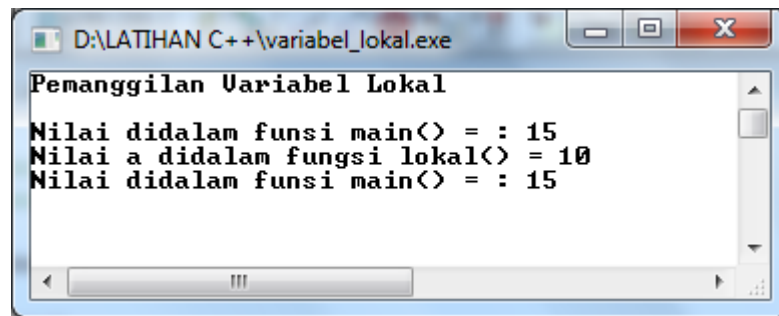 D:\LATIHAN C++\variabel_lokal.exe
Pemanggilan Variabel Lokal
Nilai didalam funsi main() = : 15
Nilai a didalam fungsi lokal() = 10
Nilai didalam funsi main() = : 15